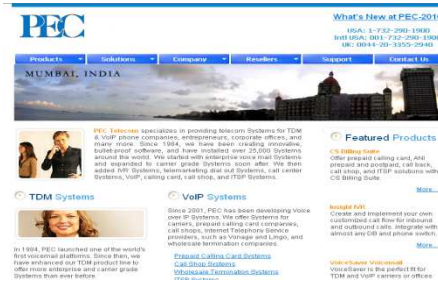 PEC
What's New at PEC-2010
USA: 1-732-290-1900
Intl USA: 001-732-290-1900
UK: 0044-20-3355-2940
Products
Solutions
Company
Resellers
Support
Contact Us
MUMBAI, INDIA
PEC Telecom specializes in providing telecom Systems for TDM
& VoIP phone companies, entrepreneurs, corporate offices, and
many more. Since 1984, we have been creating innovative,
bullet-proof software, and have installed over 25,000 Systems
around the world. We started with enterprise voice mail Systems
and expanded to carrier grade Systems soon after. We then
added IVR Systems, telemarketing dial out Systems, call center
Systems, VoIP, calling card, call shop, and ITSP Systems.
TDM Systems
In 1984, PEC launched one of the world's
first voicemail platforms. Since then, we
have enhanced our TDM product line to
offer more enterprise and carrier grade
Systems than ever before
VoIP Systems
Since 2001, PEC has been developing Voice
over IP Systems. We offer Systems for
carriers, prepaid calling card companies,
call shops, Internet Telephony Service
providers, such as Vonage and Lingo, and
wholesale termination companies.
Prepaid Calling Card Systems
Call Shop Systems
Wholesale Termination Systems
ITSP Systems
Featured Products
CS Billing Suite
Offer prepaid calling card, ANI
prepaid and postpaid, call back,
call shop, and ITSP solutions with
CS Billing Suite
More...
Insight IVR
Create and implement your own
customized call flow for inbound
and outbound calls. Integrate with
almost any DB and phone switch.
More...
VoiceSaver Voicemail
VoiceSaver is the perfect fit for
TDM and VoIP carriers or offices